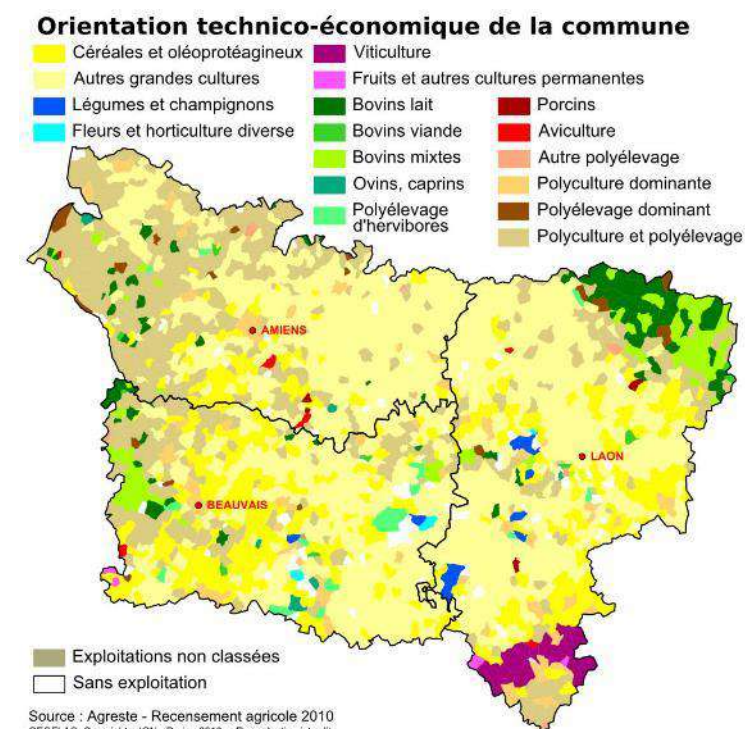 Orientation technico-économique de la commune
Céréales et oléoprotéagineux
Autres grandes cultures
Légumes et champignons
Fleurs et horticulture diverse
Viticulture
Fruits et autres cultures permanentes
Bovins lait
Bovins viande
Bovins mixtes
Ovins, caprins
Polyélevage
d'hervibores
Porcins
Aviculture
Autre polyélevage
Polyculture dominante
Polyélevage dominant
Polyculture et polyélevage
AMIENS
LAON
BEAUVAIS
Exploitations non classées
Sans exploitation
Source : Agreste - Recensement agricole 2010